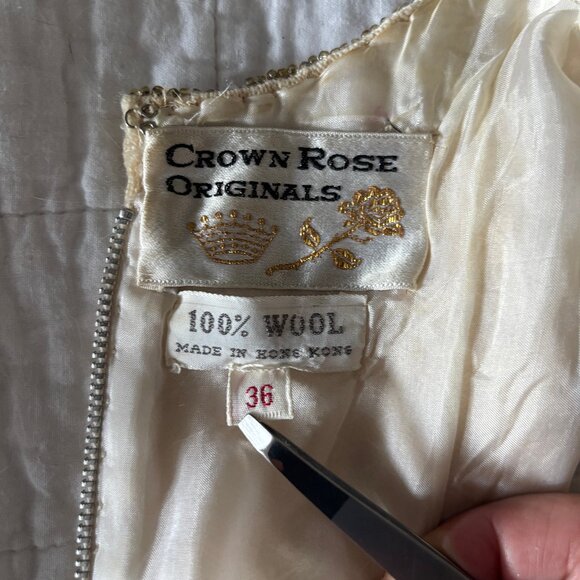 CROWN ROSE
ORIGINALS
100% WOOL
MADE IN HONG KONG
36